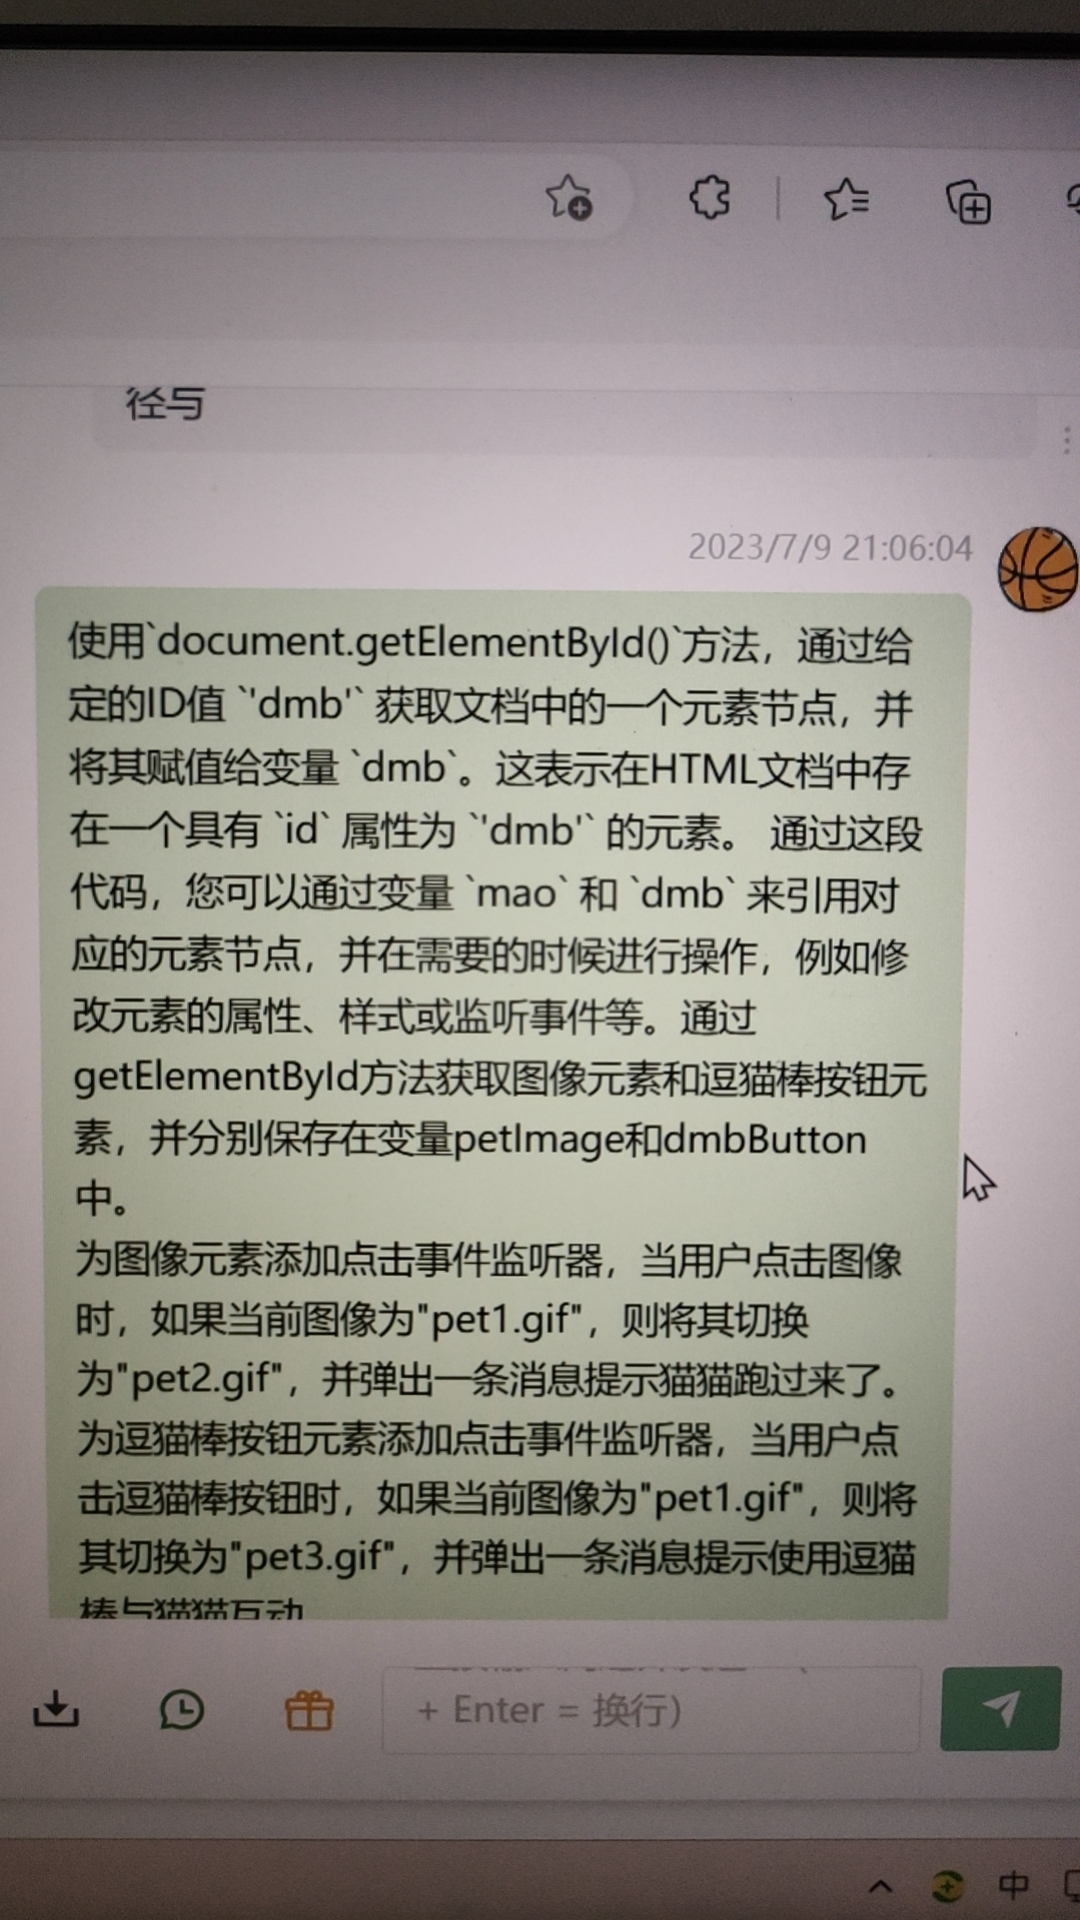 径与
2023/7/9 21:06:04
使用`document.getElementById()`方法，通过给
定的ID值 `'dmb'` 获取文档中的一个元素节点，并
将其赋值给变量 `dmb`。这表示在HTML文档中存
在一个具有 `id` 属性为 `'dmb'` 的元素。 通过这段
代码，您可以通过变量 `mao` 和 `dmb` 来引用对
应的元素节点，并在需要的时候进行操作，例如修
改元素的属性、样式或监听事件等。通过
getElementById方法获取图像元素和逗猫棒按钮元
素，并分别保存在变量petImage和dmbButton
中。
为图像元素添加点击事件监听器，当用户点击图像
时，如果当前图像为"pet1.gif"，则将其切换
为"pet2.gif"，并弹出一条消息提示猫猫跑过来了。
为逗猫棒按钮元素添加点击事件监听器，当用户点
击逗猫棒按钮时，如果当前图像为"pet1.gif"，则将
其切换为"pet3.gif"，并弹出一条消息提示使用逗猫
棒与猫猫互动
+ Enter = 换行）
中